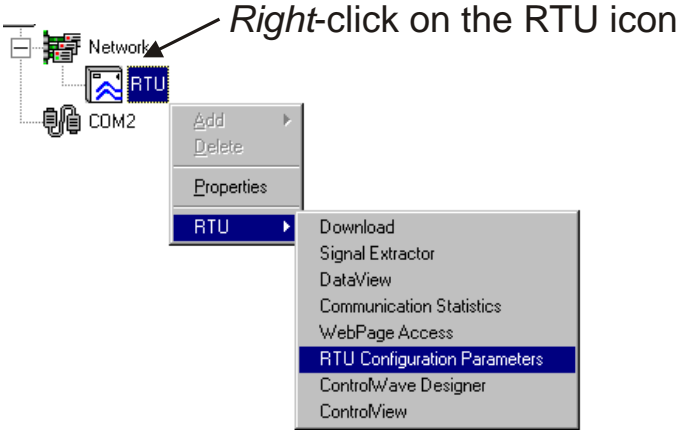 Right-click on the RTU icon
Network
RTU
COM2
Add
Delete
Properties
RTU
Download
Signal Extractor
DataView
Communication Statistics
WebPage Access
RTU Configuration Parameters
ControlWave Designer
ControlView